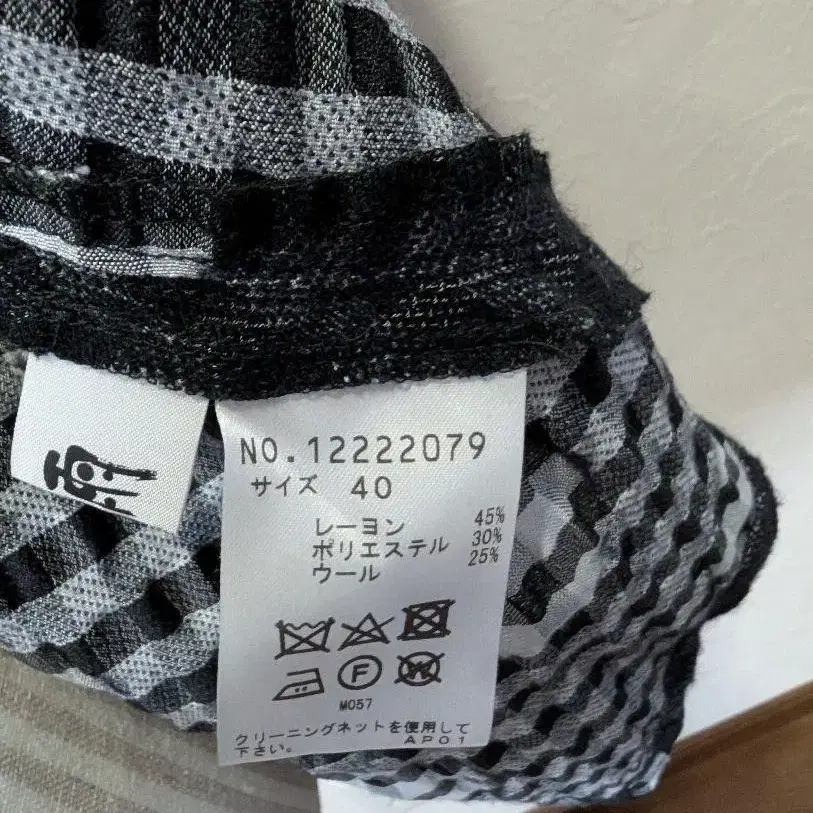 NO.12222079
サイズ 40
レーヨン 45%
ポリエステル 30%
ウール 25%
F
W
M057
クリーニングネットを使用して
下さい。 AP01